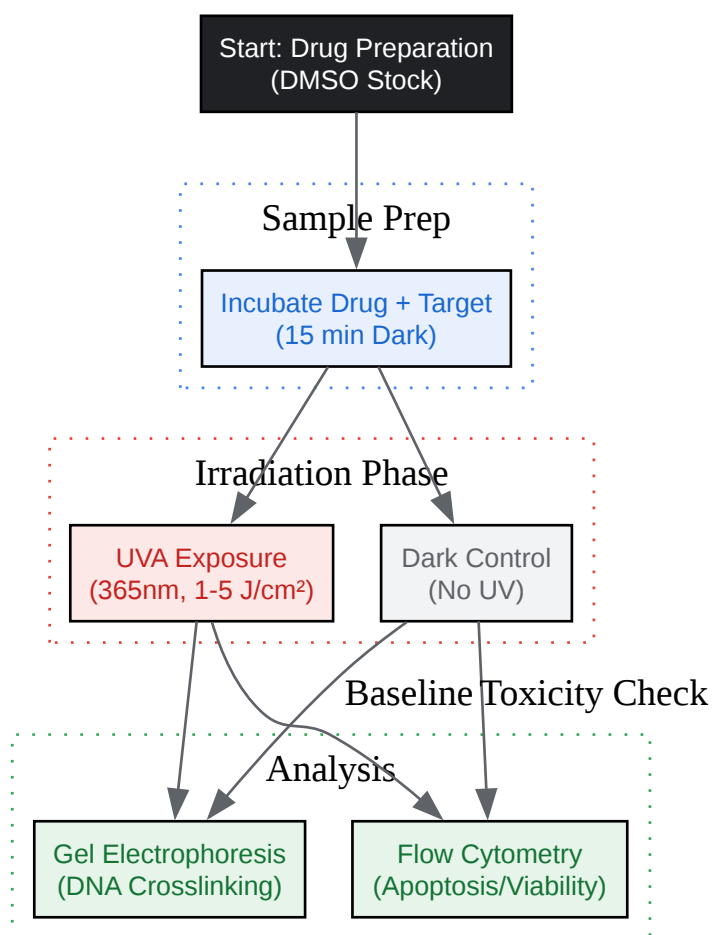 Start: Drug Preparation
(DMSO Stock)
Sample Prep
Incubate Drug + Target
(15 min Dark)
Irradiation Phase
UVA Exposure
(365nm, 1-5 J/cm²)
Dark Control
(No UV)
Baseline Toxicity Check
Analysis
Gel Electrophoresis
(DNA Crosslinking)
Flow Cytometry
(Apoptosis/Viability)